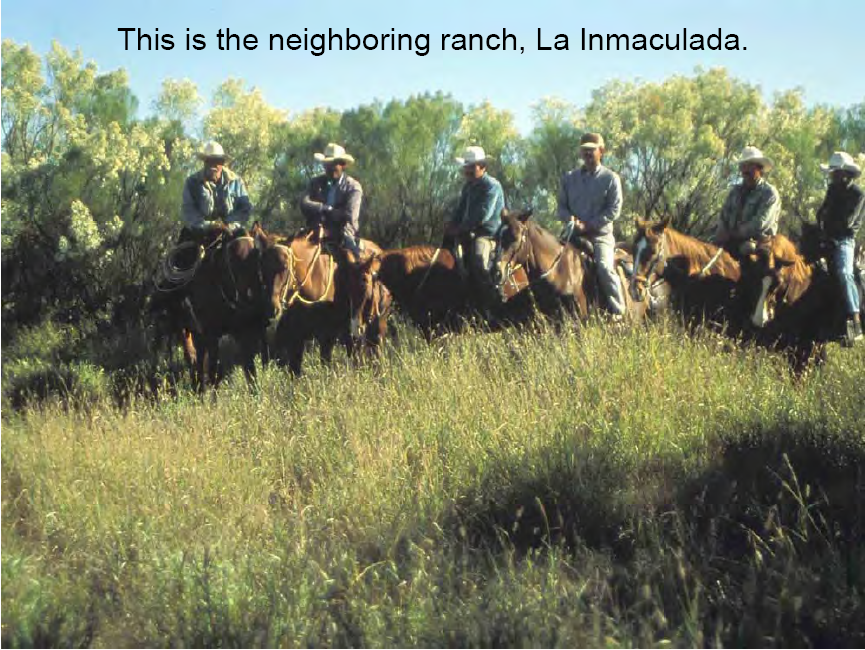 This is the neighboring ranch, La Inmaculada.